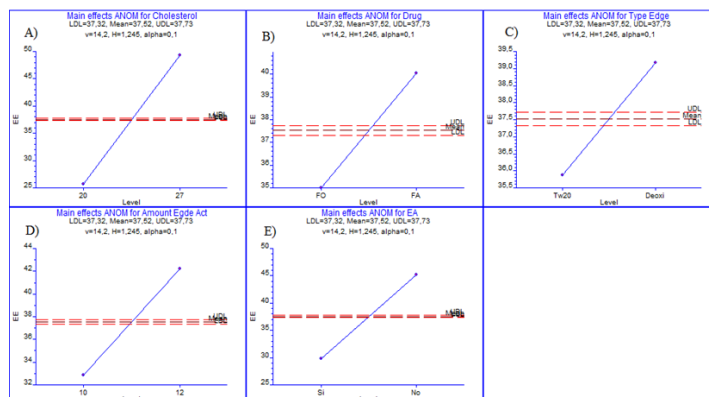 A)
Main effects ANOM for Cholesterol
LDL=37,32, Mean=37,52, UDL=37,73
v=14,2, H=1,245, alpha=0,1
50
45
40
35
30
25
EE
UDL
20
27
Level
B)
Main effects ANOM for Drug
LDL=37,32, Mean=37,52, UDL=37,73
v=14,2, H=1,245, alpha=0,1
40
39
38
37
36
35
EE
UDL
Mean
LDL
FO
FA
Level
C)
Main effects ANOM for Type Edge
LDL=37,32, Mean=37,52, UDL=37,73
v=14,2, H=1,245, alpha=0,1
39,5
39,0
38,5
38,0
37,5
37,0
36,5
36,0
35,5
EE
UDL
Mean
LDL
Tw20
Deoxi
Level
D)
Main effects ANOM for Amount Egde Act
LDL=37,32, Mean=37,52, UDL=37,73
v=14,2, H=1,245, alpha=0,1
44
42
40
38
36
34
32
EE
UDL
Mean
LDL
10
12
Level
E)
Main effects ANOM for EA
LDL=37,32, Mean=37,52, UDL=37,73
v=14,2, H=1,245, alpha=0,1
50
45
40
35
30
25
EE
Si
No
Level